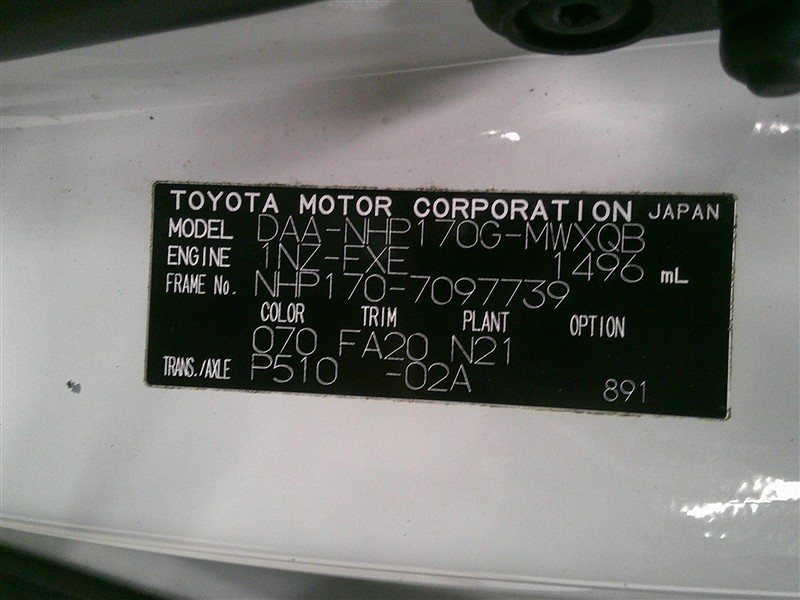 TOYOTA MOTOR CORPORATION JAPAN
MODEL DAA-NHP170G-MWXQB
ENGINE 1NZ-FXE 1496 mL
FRAME No. NHP170-7097739
COLOR TRIM PLANT OPTION
070 FA20 N21
TRANS./AXLE P510 -02A 891